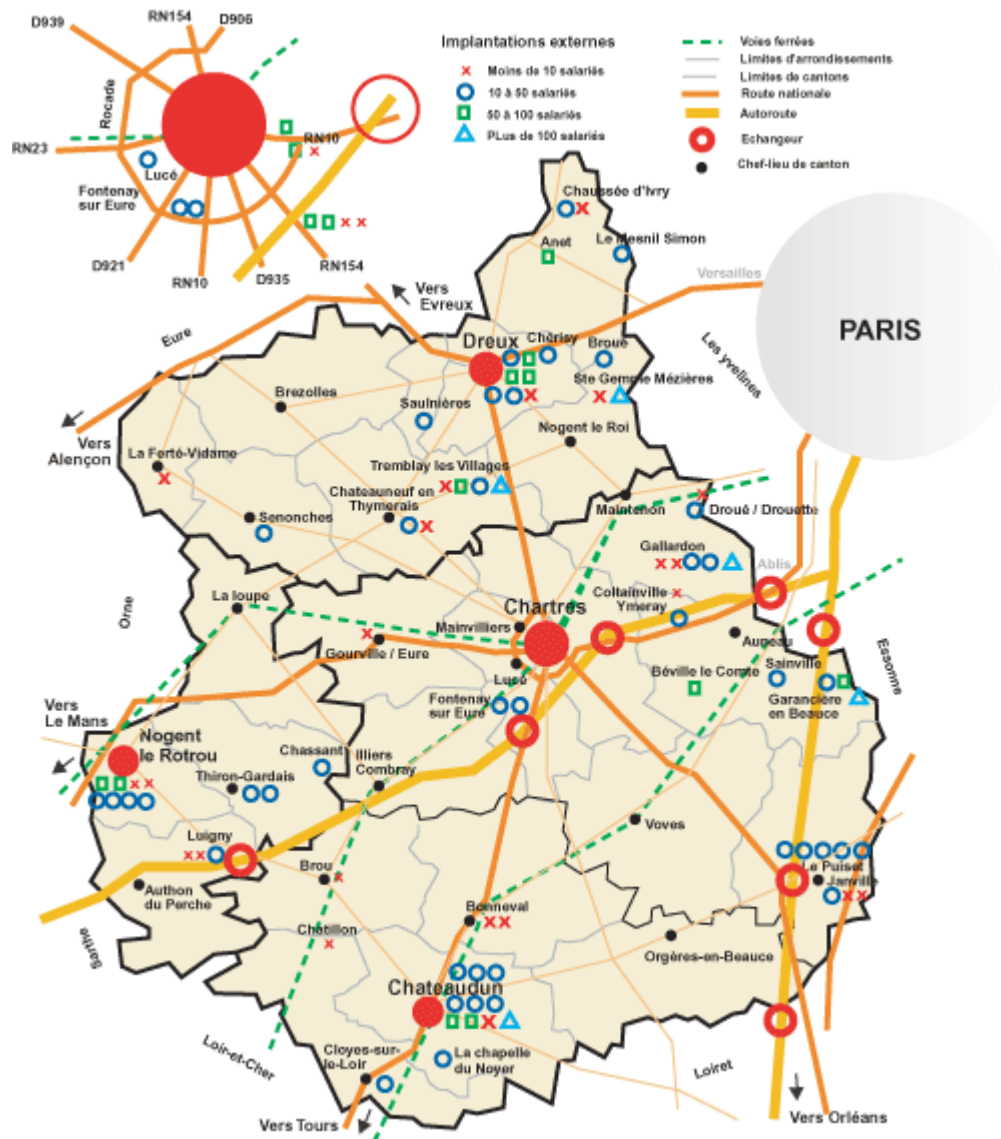 D939
RN154
D906
Rocade
RN23
RN10
Lucé
Fontenay
sur Eure
D921
RN10
D935
RN154
Implantations externes
Moins de 10 salariés
10 à 50 salariés
50 à 100 salariés
PLus de 100 salariés
Voies ferrées
Limites d'arrondissements
Limites de cantons
Route nationale
Autoroute
Echangeur
Chef-lieu de canton
Chaussée d'Ivry
Anet
Le Mesnil Simon
Versailles
PARIS
Vers
Evreux
Eure
Dreux
Chérisy
Broué
Les yvelines
Ste Gemme Mézières
Brezolles
Saulnières
Nogent le Roi
Vers
Alençon
La Ferté-Vidame
Tremblay les Villages
Chateauneuf en
Thymerais
Senonches
Maintenon
Droué / Drouette
Gallardon
Ablis
Orne
La loupe
Coltainville
Ymeray
Chartres
Mainvilliers
Gourville / Eure
Lucé
Auneau
Essonne
Béville le Comte
Sainville
Garancière
en Beauce
Fontenay
sur Eure
Vers
Le Mans
Nogent
le Rotrou
Chassant
Illiers
Combray
Thiron-Gardais
Voves
Luigny
Brou
Le Puiset
Janville
Authon
du Perche
Bonneval
Chétillon
Sartine
Orgères-en-Beauce
Chateaudun
Loir-et-Cher
Cloyes-sur-
le-Loir
La chapelle
du Noyer
Loiret
Vers Tours
Vers Orléans